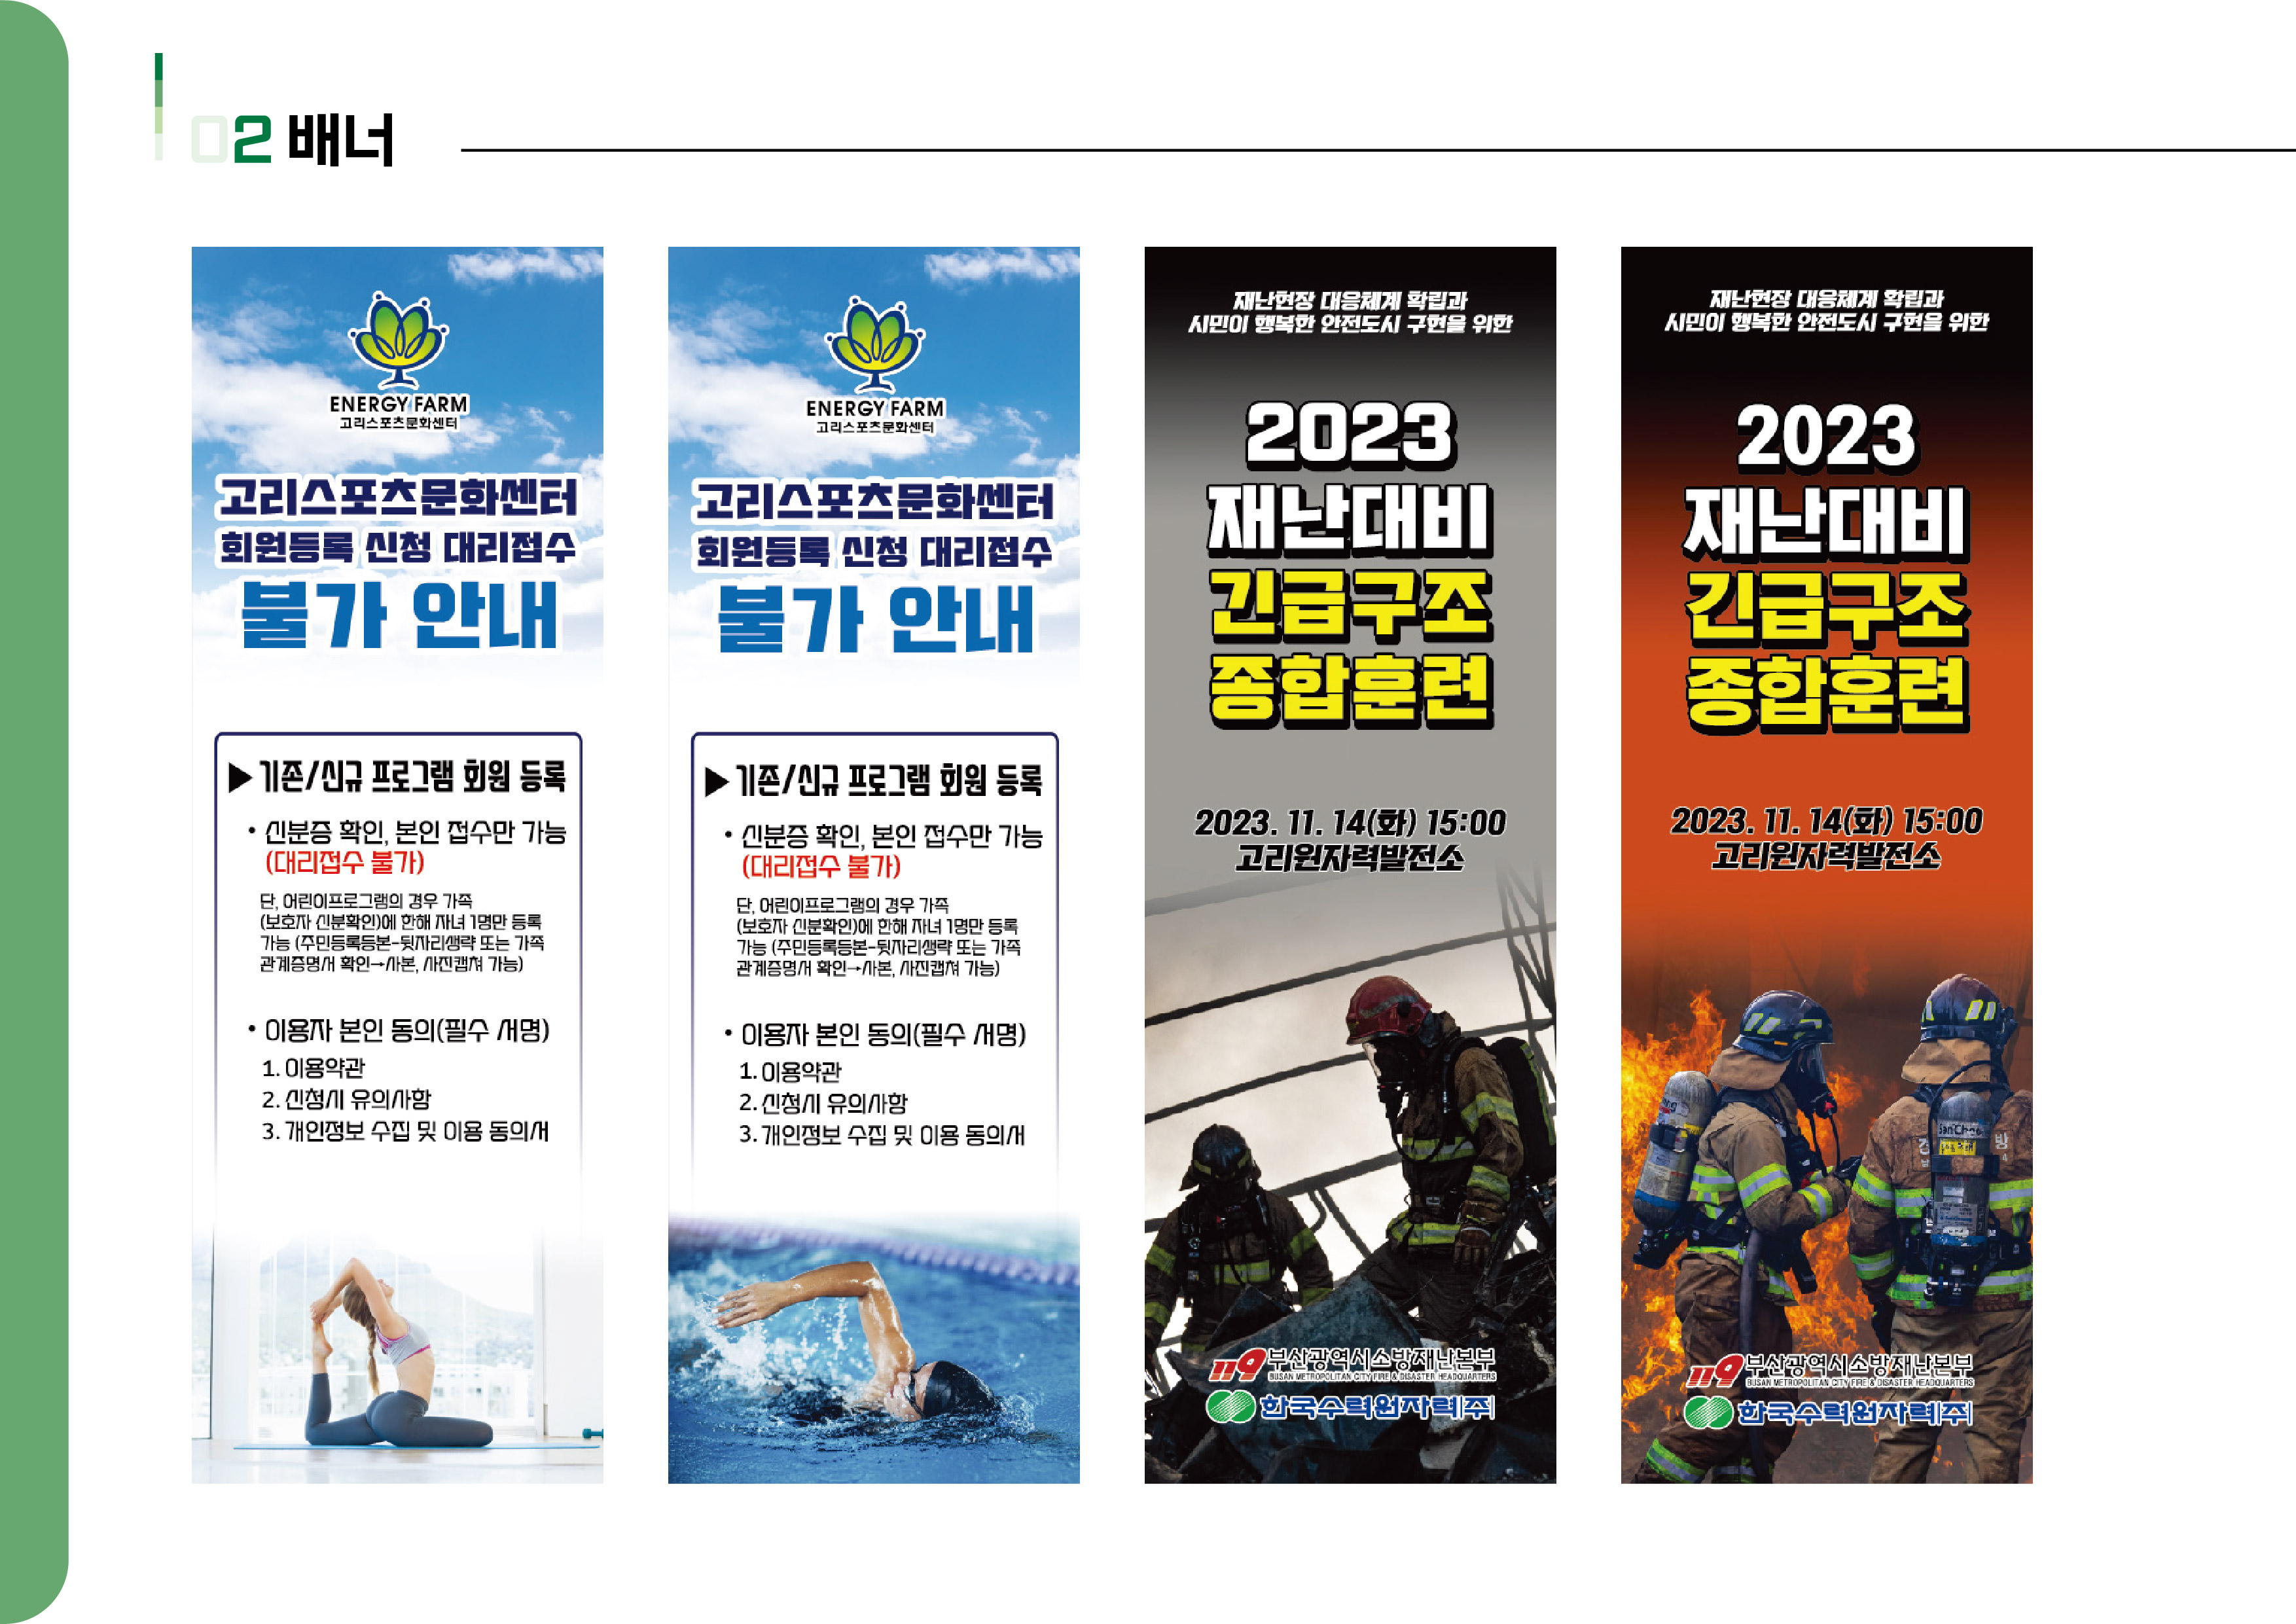 02 배너
ENERGY FARM
고리스포츠문화센터
고리스포츠문화센터
회원등록 신청 대리접수
불가 안내
▶기존/신규 프로그램 회원 등록
• 신분증 확인, 본인 접수만 가능
(대리접수 불가)
단, 어린이프로그램의 경우 가족
(보호자 신분확인)에 한해 자녀 1명만 등록
가능 (주민등록등본-뒷자리생략 또는 가족
관계증명서 확인→사본, 사진캡쳐 가능)
• 이용자 본인 동의(필수 서명)
1. 이용약관
2. 신청시 유의사항
3. 개인정보 수집 및 이용 동의서
ENERGY FARM
고리스포츠문화센터
고리스포츠문화센터
회원등록 신청 대리접수
불가 안내
▶기존/신규 프로그램 회원 등록
• 신분증 확인, 본인 접수만 가능
(대리접수 불가)
단, 어린이프로그램의 경우 가족
(보호자 신분확인)에 한해 자녀 1명만 등록
가능 (주민등록등본-뒷자리생략 또는 가족
관계증명서 확인→사본, 사진캡쳐 가능)
• 이용자 본인 동의(필수 서명)
1. 이용약관
2. 신청시 유의사항
3. 개인정보 수집 및 이용 동의서
재난현장 대응체계 확립과
시민이 행복한 안전도시 구현을 위한
2023
재난대비
긴급구조
종합훈련
2023. 11. 14(화) 15:00
고리원자력발전소
119 부산광역시소방재난본부
BUSAN METROPOLITAN CITY FIRE & DISASTER HEADQUARTERS
한국수력원자력(주)
재난현장 대응체계 확립과
시민이 행복한 안전도시 구현을 위한
2023
재난대비
긴급구조
종합훈련
2023. 11. 14(화) 15:00
고리원자력발전소
SanCheong
방
119 부산광역시소방재난본부
BUSAN METROPOLITAN CITY FIRE & DISASTER HEADQUARTERS
한국수력원자력(주)